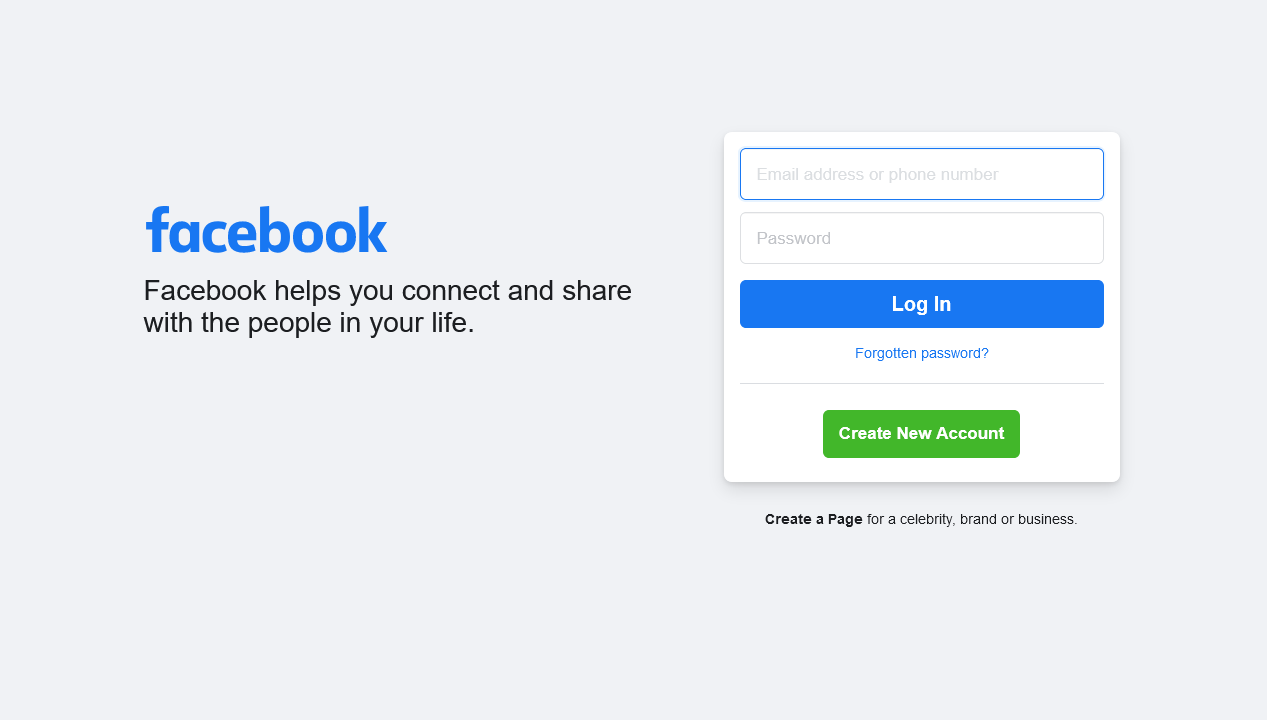 facebook
Facebook helps you connect and share
with the people in your life.
Email address or phone number
Password
Log In
Forgotten password?
Create New Account
Create a Page for a celebrity, brand or business.